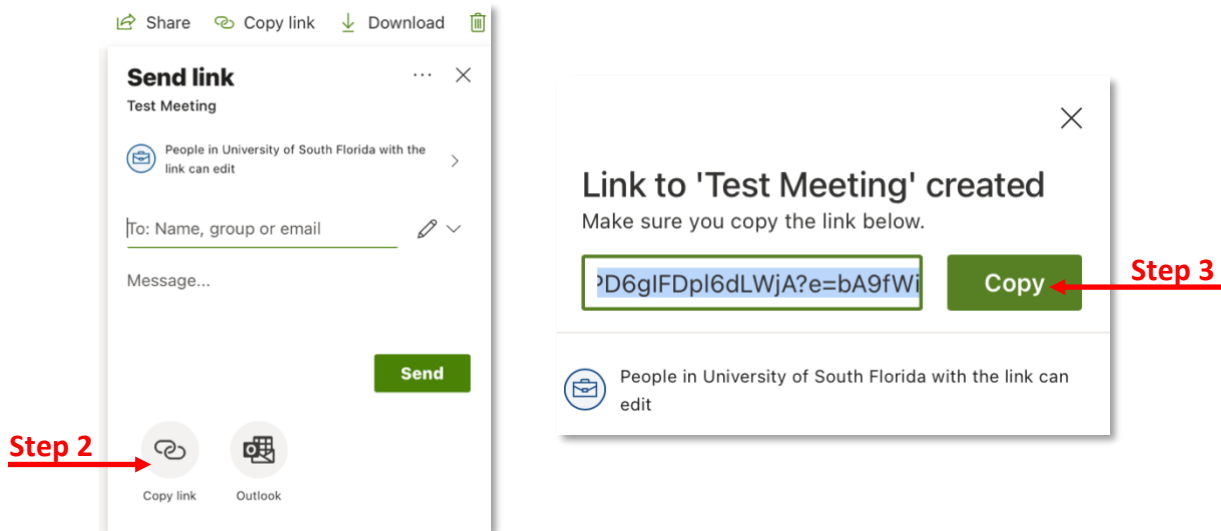 Share Copy link Download
Send link
Test Meeting
People in University of South Florida with the
link can edit
To: Name, group or email
Message...
Send
Step 2
Copy link Outlook
Link to 'Test Meeting' created
Make sure you copy the link below.
PD6gIFDpl6dLWjA?e=bA9fWi
Copy
Step 3
People in University of South Florida with the link can
edit